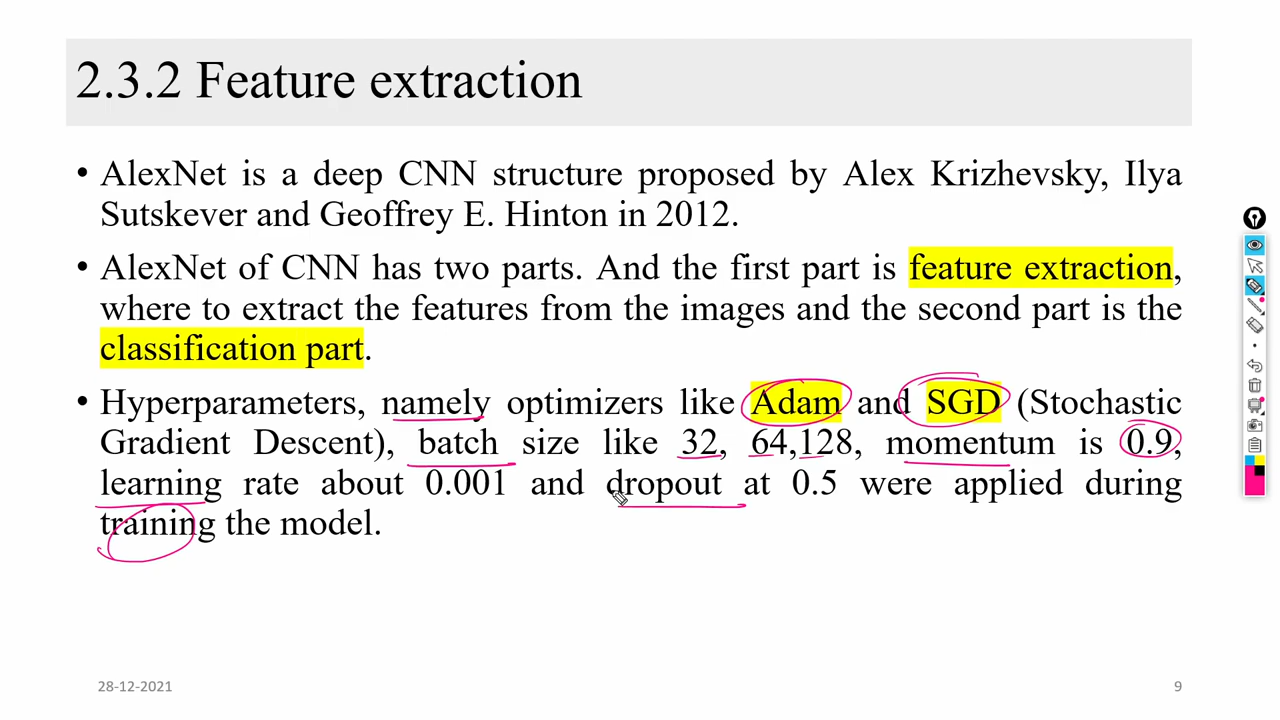 2.3.2 Feature extraction
• AlexNet is a deep CNN structure proposed by Alex Krizhevsky, Ilya
Sutskever and Geoffrey E. Hinton in 2012.
• AlexNet of CNN has two parts. And the first part is feature extraction,
where to extract the features from the images and the second part is the
classification part.
• Hyperparameters, namely optimizers like Adam and SGD (Stochastic
Gradient Descent), batch size like 32, 64,128, momentum is 0.9,
learning rate about 0.001 and dropout at 0.5 were applied during
training the model.
28-12-2021
9